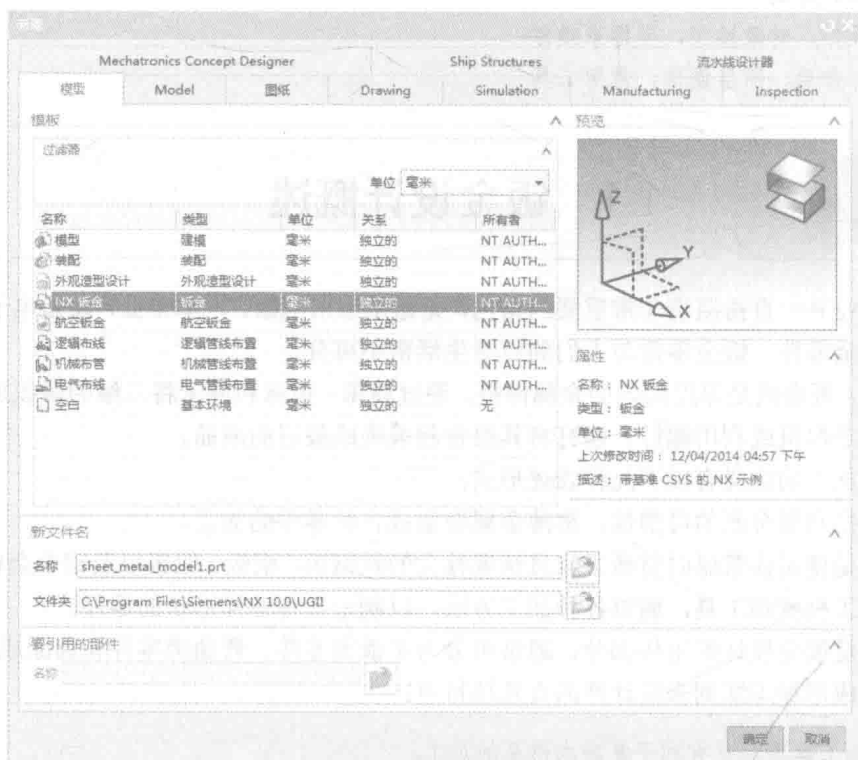 新建
Mechatronics Concept Designer Ship Structures 流水线设计器
模型 Model 图纸 Drawing Simulation Manufacturing Inspection
模板
过滤器
单位 毫米
名称 类型 单位 关系 所有者
模型 建模 毫米 独立的 NT AUTH...
装配 装配 毫米 独立的 NT AUTH...
外观造型设计 外观造型设计 毫米 独立的 NT AUTH...
NX 钣金 钣金 毫米 独立的 NT AUTH...
航空钣金 航空钣金 毫米 独立的 NT AUTH...
逻辑布线 逻辑管线布置 毫米 独立的 NT AUTH...
机械布管 机械管线布置 毫米 独立的 NT AUTH...
电气布线 电气管线布置 毫米 独立的 NT AUTH...
空白 基本环境 毫米 独立的 无
预览
Z
Y
X
属性
名称：NX 钣金
类型：钣金
单位：毫米
上次修改时间：12/04/2014 04:57 下午
描述：带基准 CSYS 的 NX 示例
新文件名
名称 sheet_metal_model1.prt
文件夹 C:\Program Files\Siemens\NX 10.0\UGII
要引用的部件
名称
确定 取消